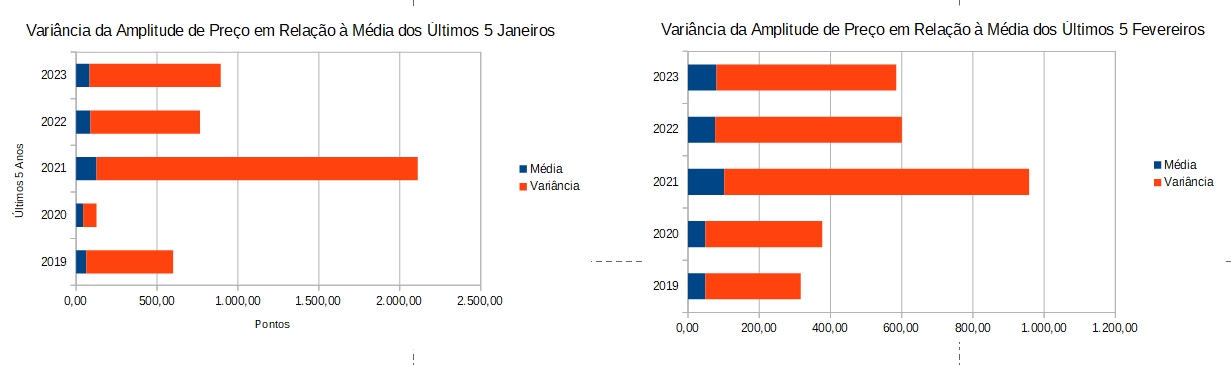 Variância da Amplitude de Preço em Relação à Média dos Últimos 5 Janeiros
2023
2022
2021
2020
2019
Últimos 5 Anos
0,00 500,00 1.000,00 1.500,00 2.000,00 2.500,00
Pontos
Média
Variância
Variância da Amplitude de Preço em Relação à Média dos Últimos 5 Fevereiros
2023
2022
2021
2020
2019
0,00 200,00 400,00 600,00 800,00 1.000,00 1.200,00
Média
Variância